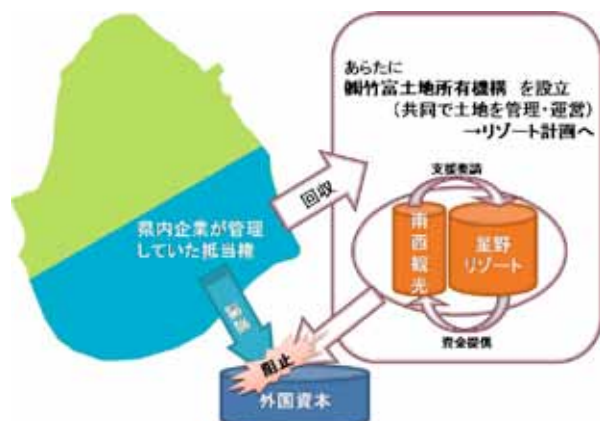 あらたに
㈱竹富土地所有機構 を設立
(共同で土地を管理・運営)
→リゾート計画へ
支援要請
回収
県内企業が管理
していた抵当権
南西観光
星野
リゾート
資金提供
阻止
外国資本